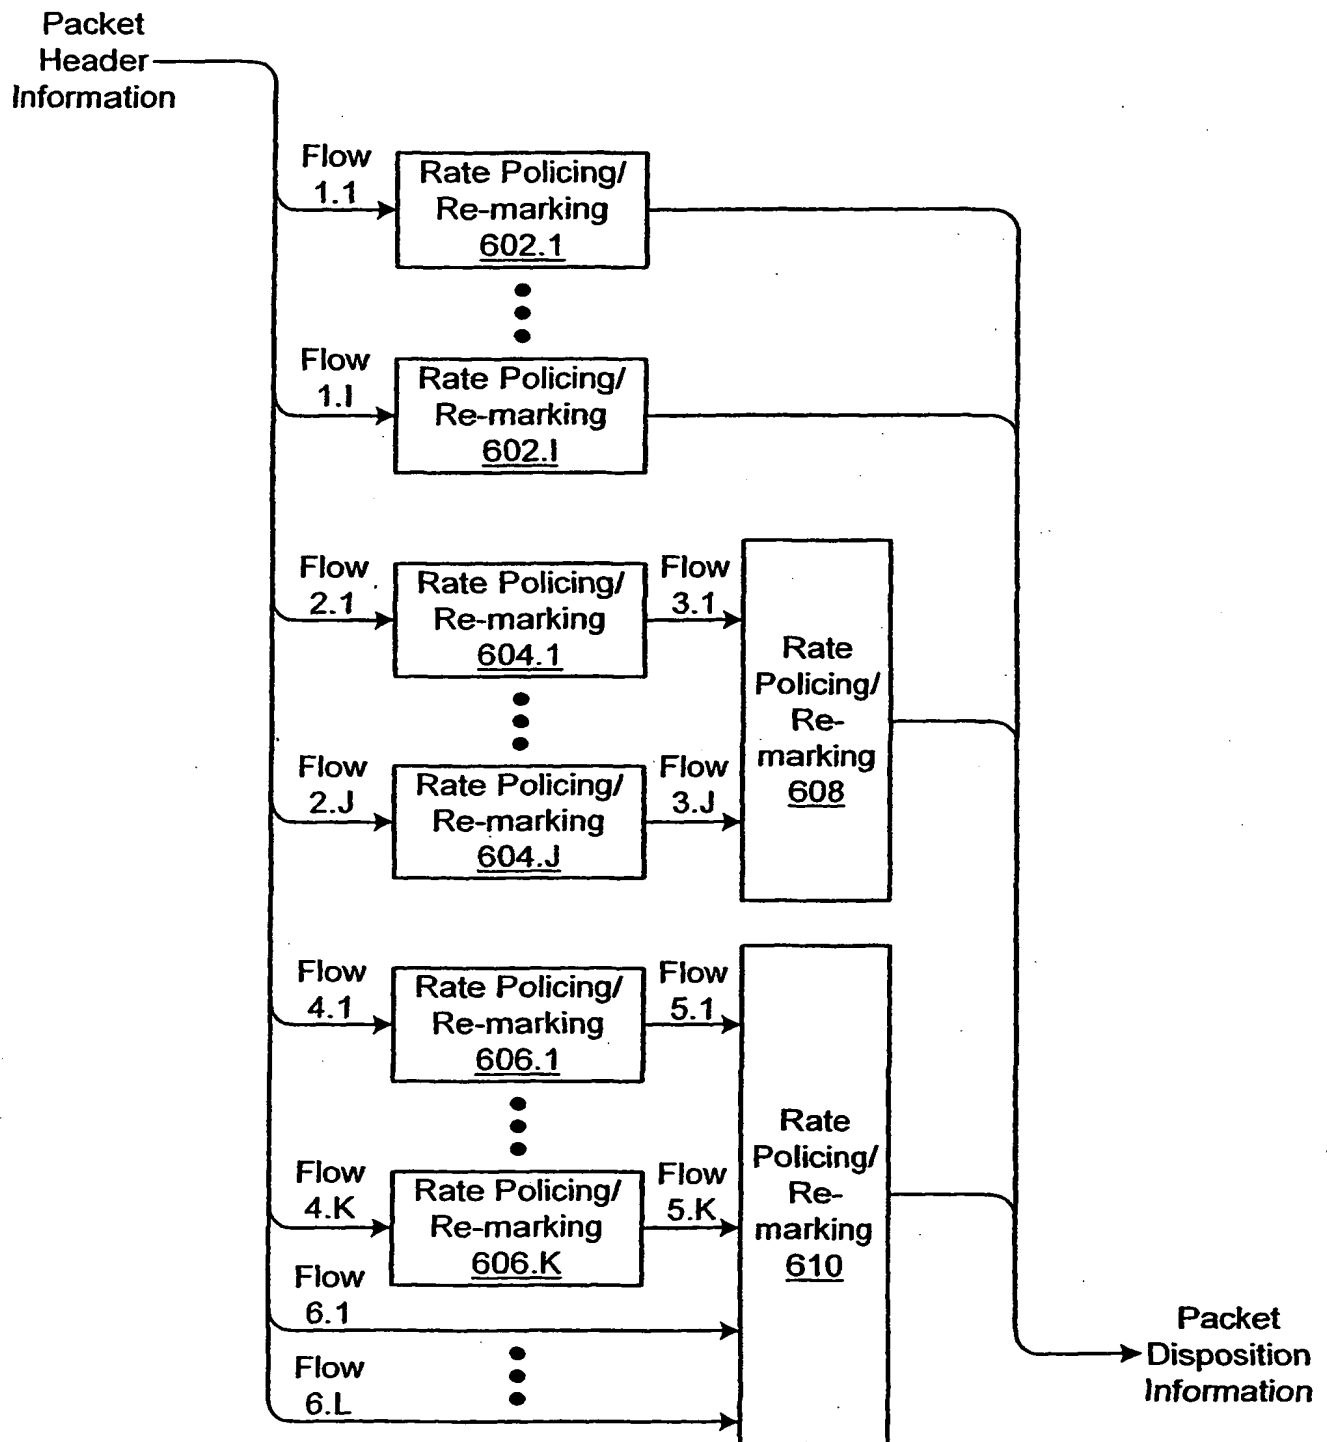 Packet
Header
Information
Flow
1.1
Rate Policing/
Re-marking
602.1
Flow
1.I
Rate Policing/
Re-marking
602.I
Flow
2.1
Rate Policing/
Re-marking
604.1
Flow
3.1
Flow
2.J
Rate Policing/
Re-marking
604.J
Flow
3.J
Rate
Policing/
Re-
marking
608
Flow
4.1
Rate Policing/
Re-marking
606.1
Flow
5.1
Flow
4.K
Rate Policing/
Re-marking
606.K
Flow
5.K
Rate
Policing/
Re-
marking
610
Flow
6.1
Flow
6.L
Packet
Disposition
Information